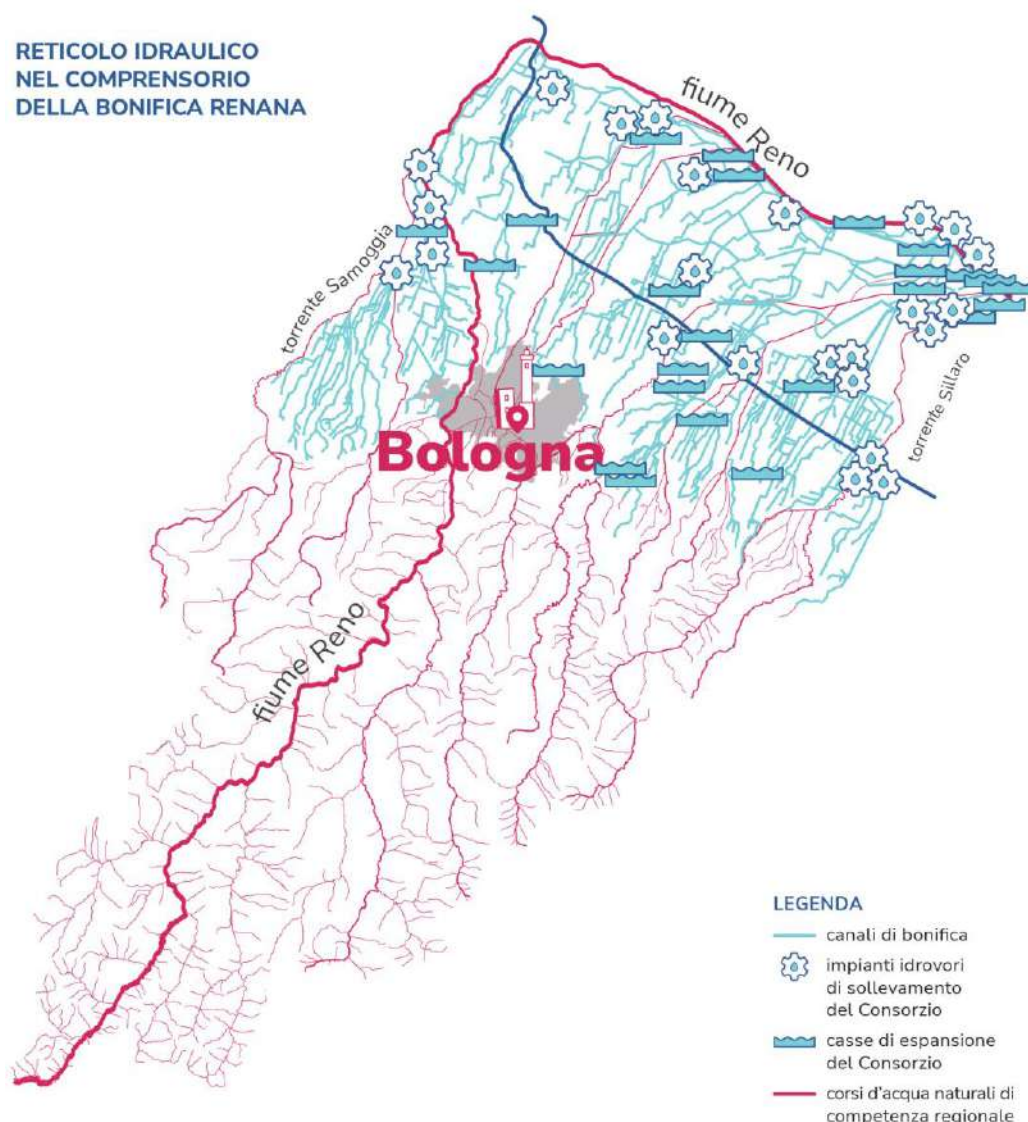 RETICOLO IDRAULICO
NEL COMPRENSORIO
DELLA BONIFICA RENANA
fiume Reno
torrente Samoggia
torrente Sillaro
Bologna
fiume Reno
LEGENDA
canali di bonifica
impianti idrovori
di sollevamento
del Consorzio
casse di espansione
del Consorzio
corsi d'acqua naturali di
competenza regionale